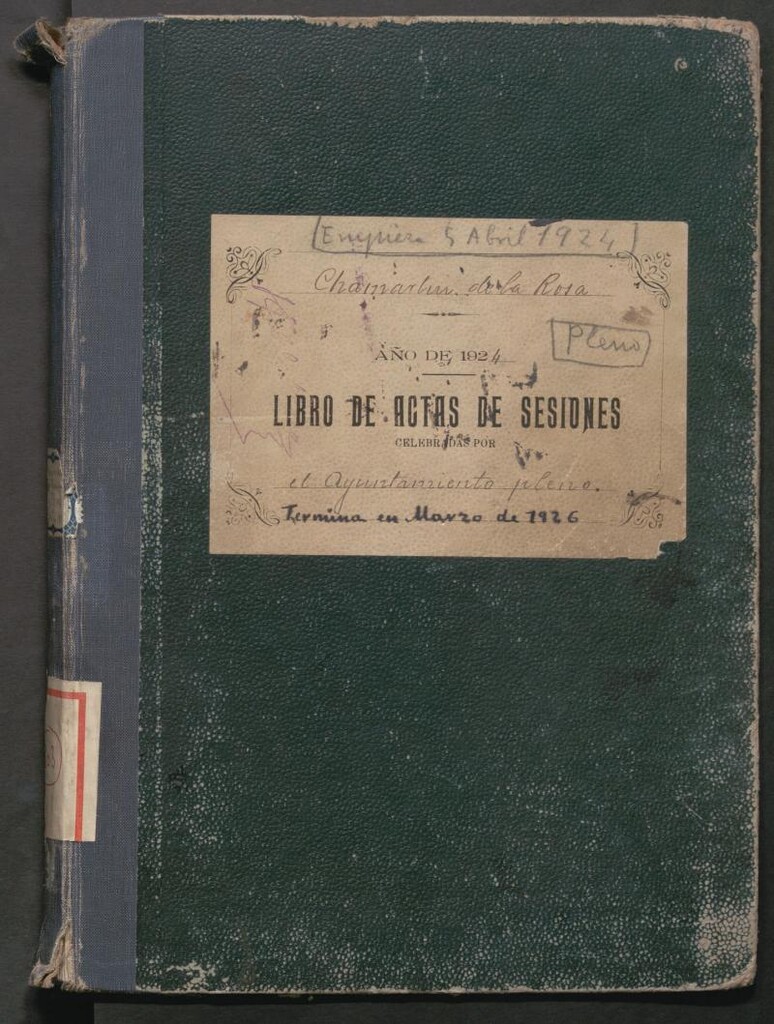 (Empieza 5 Abril 1924)
Chamartin de la Rosa
Pleno
AÑO DE 1924
LIBRO DE ACTAS DE SESIONES
CELEBRADAS POR
el Ayuntamiento pleno.
Termina en Marzo de 1926